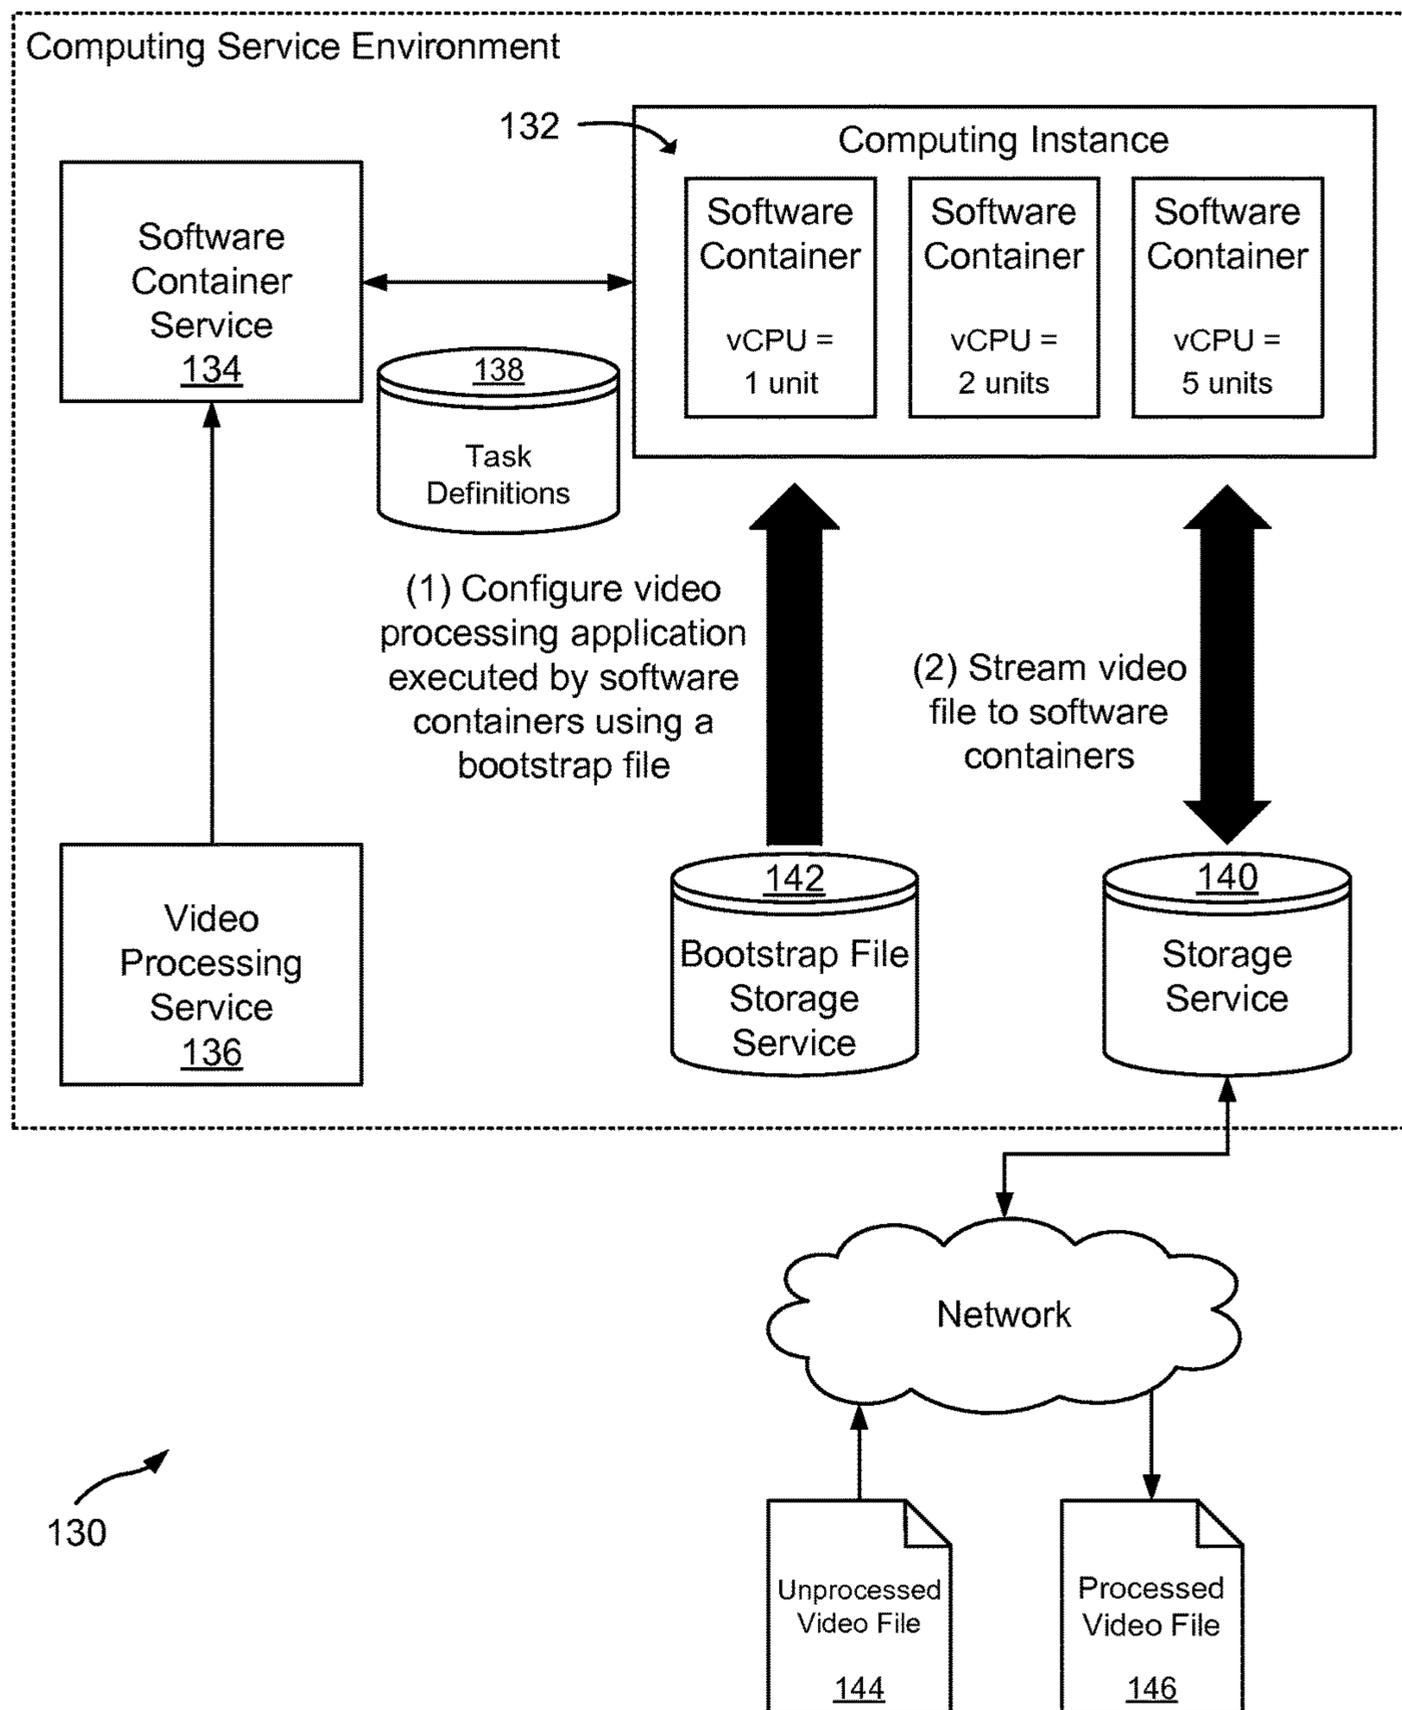 Computing Service Environment
132
Computing Instance
Software
Container
vCPU =
1 unit
Software
Container
vCPU =
2 units
Software
Container
vCPU =
5 units
Software
Container
Service
134
138
Task
Definitions
(1) Configure video
processing application
executed by software
containers using a
bootstrap file
(2) Stream video
file to software
containers
Video
Processing
Service
136
142
Bootstrap File
Storage
Service
140
Storage
Service
Network
130
Unprocessed
Video File
144
Processed
Video File
146